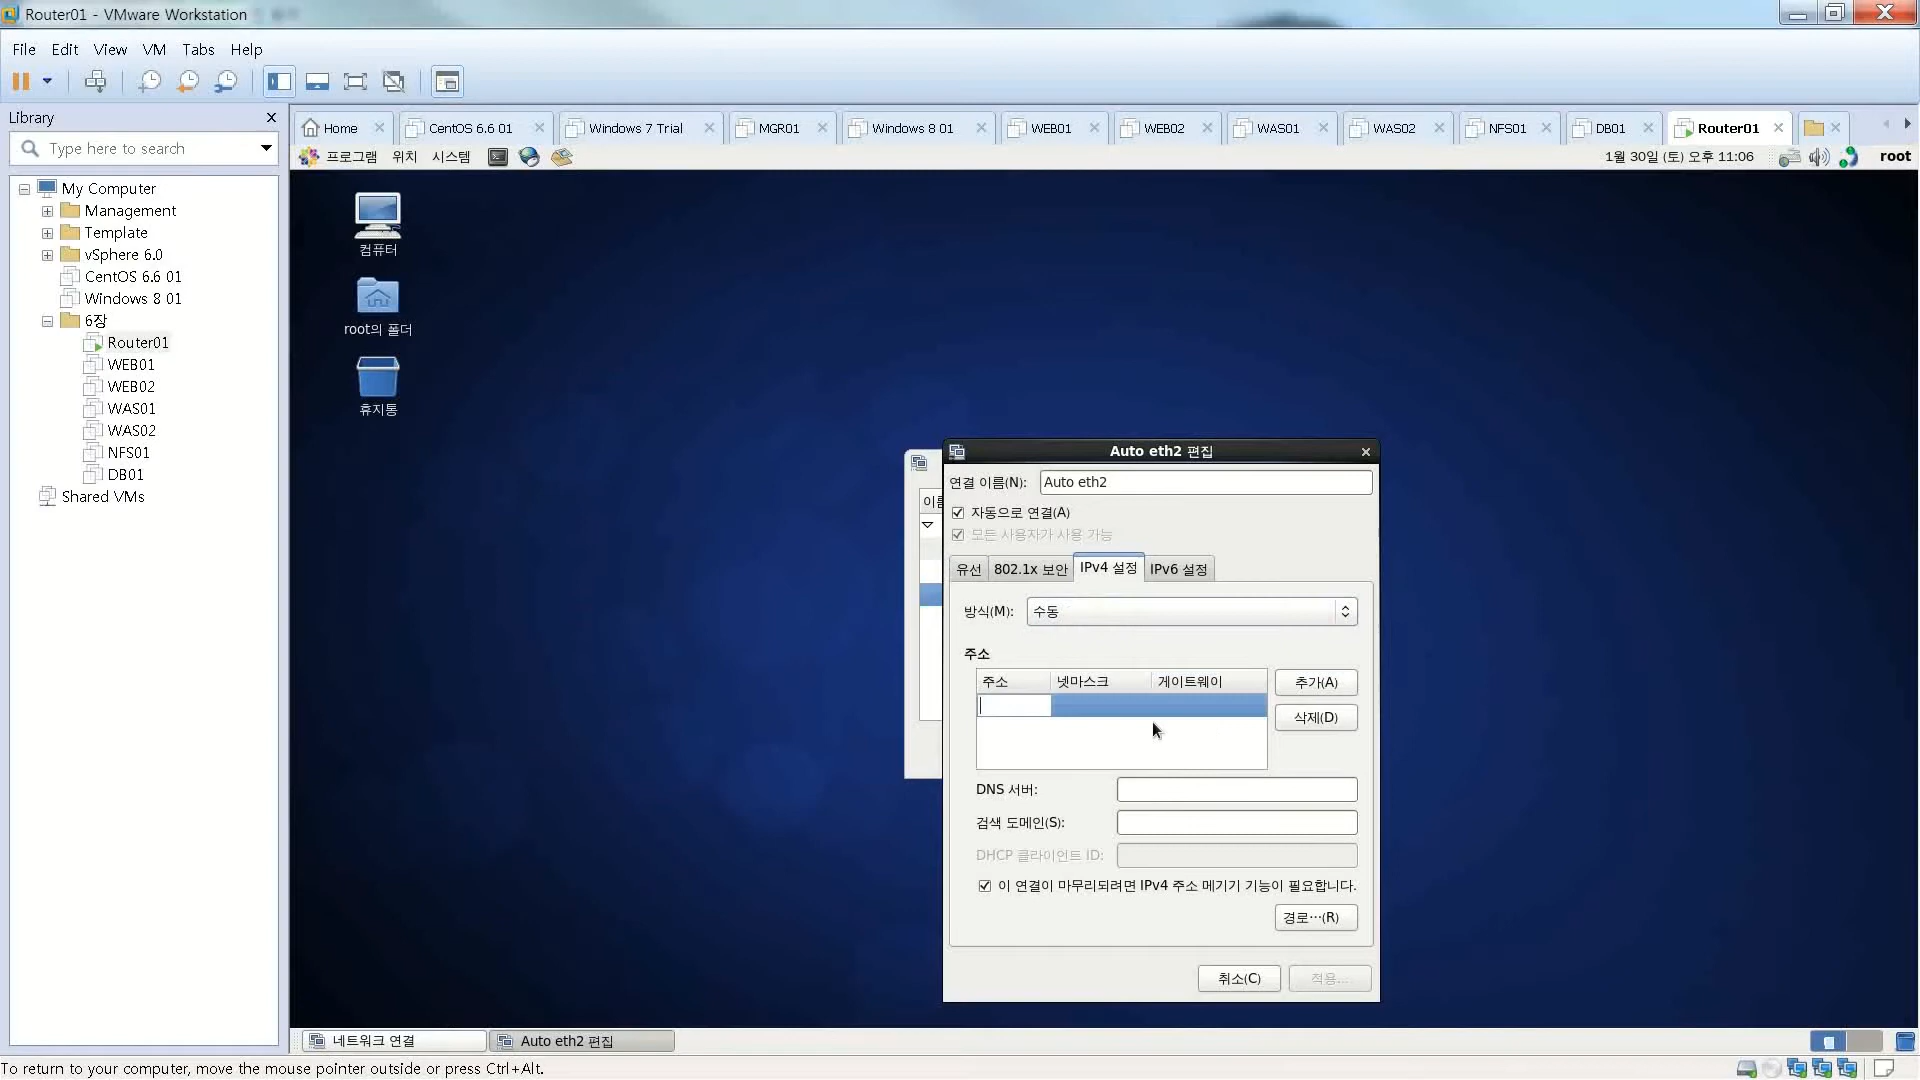 Router01 - VMware Workstation
File Edit View VM Tabs Help
Library
Type here to search
My Computer
Management
Template
vSphere 6.0
CentOS 6.6 01
Windows 8 01
6장
Router01
WEB01
WEB02
WAS01
WAS02
NFS01
DB01
Shared VMs
Home CentOS 6.6 01 Windows 7 Trial MGR01 Windows 8 01 WEB01 WEB02 WAS01 WAS02 NFS01 DB01 Router01
프로그램 위치 시스템 1월 30일 (토) 오후 11:06 root
컴퓨터
root의 폴더
휴지통
Auto eth2 편집
연결 이름(N): Auto eth2
자동으로 연결(A)
모든 사용자가 사용 가능
유선 802.1x 보안 IPv4 설정 IPv6 설정
방식(M): 수동
주소
주소 넷마스크 게이트웨이 추가(A)
삭제(D)
DNS 서버:
검색 도메인(S):
DHCP 클라이언트 ID:
이 연결이 마무리되려면 IPv4 주소 메기기 기능이 필요합니다.
경로…(R)
취소(C) 적용...
네트워크 연결 Auto eth2 편집
To return to your computer, move the mouse pointer outside or press Ctrl+Alt.